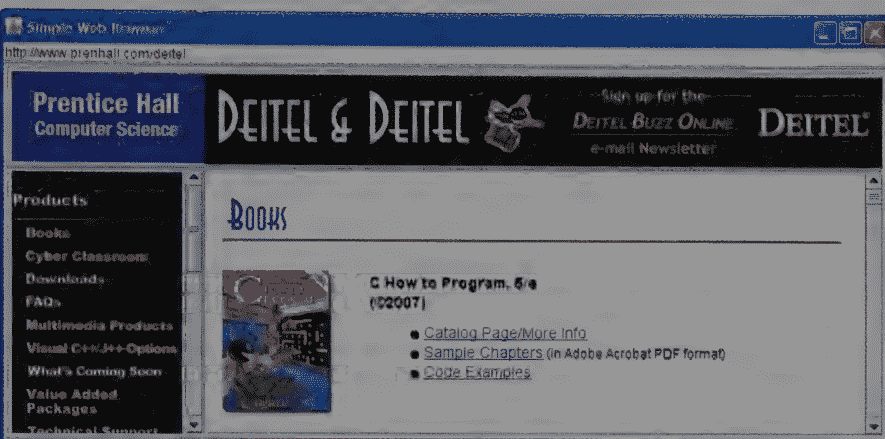 Simple Web Browser
http://www.prenhall.com/deitel
Prentice Hall
Computer Science
DEITEL & DEITEL
Sign up for the
DEITEL BUZZ ONLINE
e-mail Newsletter
DEITEL®
Products
Books
Cyber Classroom
Downloads
FAQs
Multimedia Products
Visual C++/J++ Options
What's Coming Soon
Value Added
Packages
Technical Support
BOOKS
C How to Program, 5/e
(©2007)
Catalog Page/More Info
Sample Chapters (in Adobe Acrobat PDF format)
Code Examples